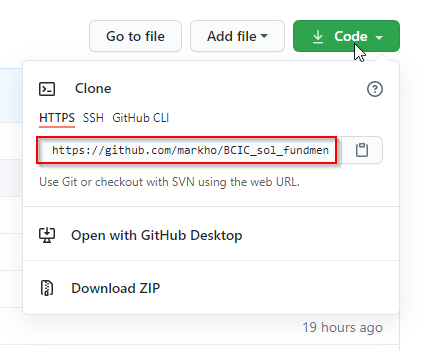 Go to file Add file Code
Clone
HTTPS SSH GitHub CLI
https://github.com/markho/BCIC_sol_fundmen
Use Git or checkout with SVN using the web URL.
Open with GitHub Desktop
Download ZIP
19 hours ago